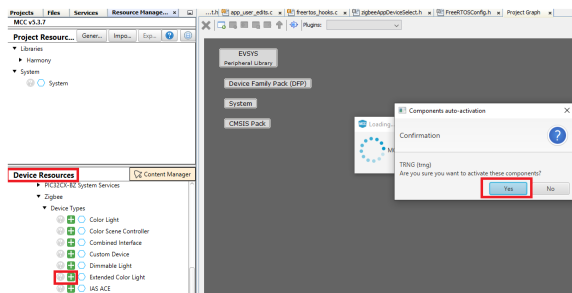 Projects Files Services Resource Manage... ×
...t.h app_user_edits.c × freertos_hooks.c × zigbeeAppDeviceSelect.h × FreeRTOSConfig.h × Project Graph ×
MCC v5.3.7
Project Resourc... Gener... Impo... Exp...
Plugins:
Libraries
Harmony
System
System
EVSYS
Peripheral Library
Device Family Pack (DFP)
System
CMSIS Pack
Loading...
Components auto-activation ×
Confirmation
TRNG (trng)
Are you sure you want to activate these components?
Yes No
Device Resources Content Manager
PIC32CX-BZ System Services
Zigbee
Device Types
Color Light
Color Scene Controller
Combined Interface
Custom Device
Dimmable Light
Extended Color Light
IAS ACE